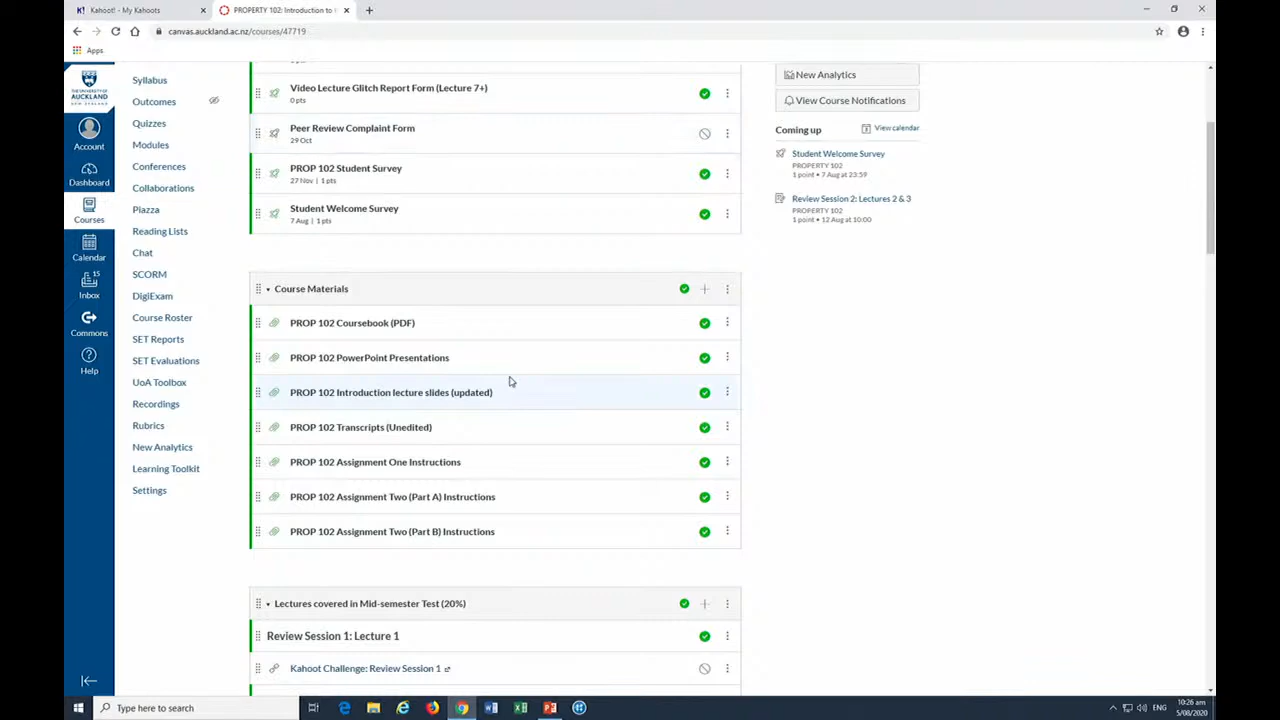 Kahoot! - My Kahoots
PROPERTY 102: Introduction to
canvas.auckland.ac.nz/courses/47719
Apps
THE UNIVERSITY OF
AUCKLAND
NEW ZEALAND
Account
Dashboard
Courses
Calendar
15
Inbox
Commons
Help
Syllabus
Outcomes
Quizzes
Modules
Conferences
Collaborations
Piazza
Reading Lists
Chat
SCORM
DigiExam
Course Roster
SET Reports
SET Evaluations
UoA Toolbox
Recordings
Rubrics
New Analytics
Learning Toolkit
Settings
Video Lecture Glitch Report Form (Lecture 7+)
0 pts
Peer Review Complaint Form
29 Oct
PROP 102 Student Survey
27 Nov | 1 pts
Student Welcome Survey
7 Aug | 1 pts
Course Materials
PROP 102 Coursebook (PDF)
PROP 102 PowerPoint Presentations
PROP 102 Introduction lecture slides (updated)
PROP 102 Transcripts (Unedited)
PROP 102 Assignment One Instructions
PROP 102 Assignment Two (Part A) Instructions
PROP 102 Assignment Two (Part B) Instructions
Lectures covered in Mid-semester Test (20%)
Review Session 1: Lecture 1
Kahoot Challenge: Review Session 1
New Analytics
View Course Notifications
Coming up
View calendar
Student Welcome Survey
PROPERTY 102
1 point • 7 Aug at 23:59
Review Session 2: Lectures 2 & 3
PROPERTY 102
1 point • 12 Aug at 10:00
Type here to search
ENG
10:26 am
5/08/2020